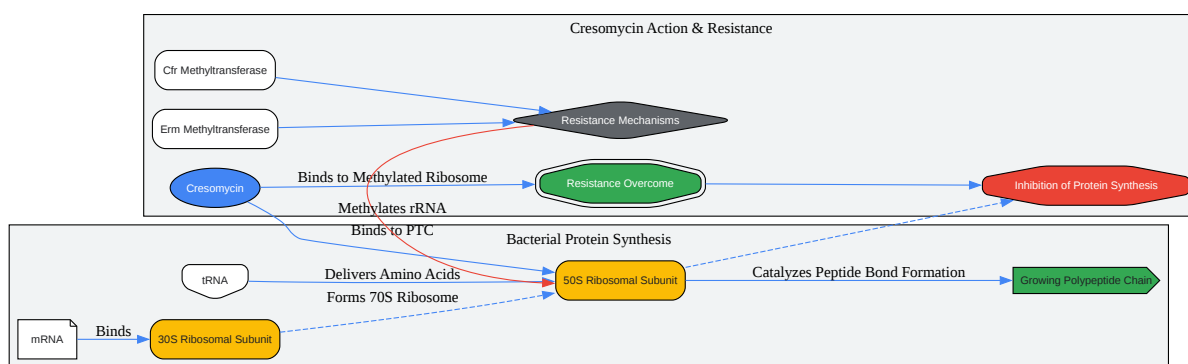 Cresomycin Action & Resistance
Cfr Methyltransferase
Erm Methyltransferase
Resistance Mechanisms
Cresomycin
Binds to Methylated Ribosome
Resistance Overcome
Inhibition of Protein Synthesis
Methylates rRNA
Binds to PTC
Bacterial Protein Synthesis
tRNA
Delivers Amino Acids
50S Ribosomal Subunit
Catalyzes Peptide Bond Formation
Growing Polypeptide Chain
Forms 70S Ribosome
mRNA
Binds
30S Ribosomal Subunit